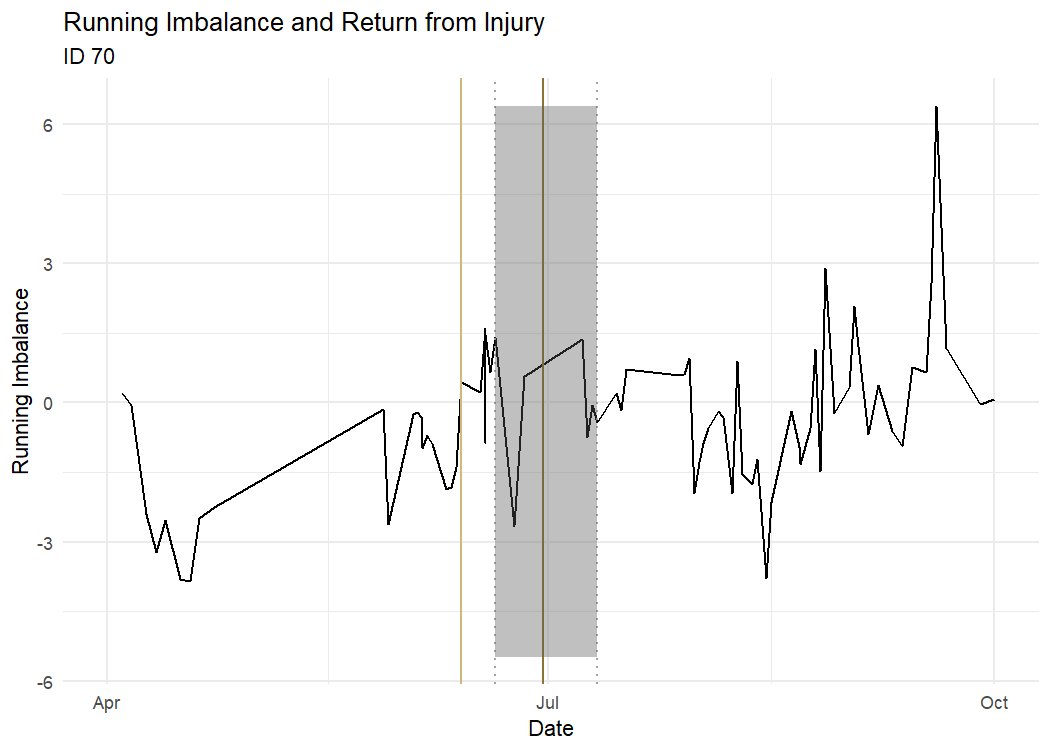 Running Imbalance and Return from Injury
ID 70
Running Imbalance
6
3
0
-3
-6
Apr
Jul
Oct
Date